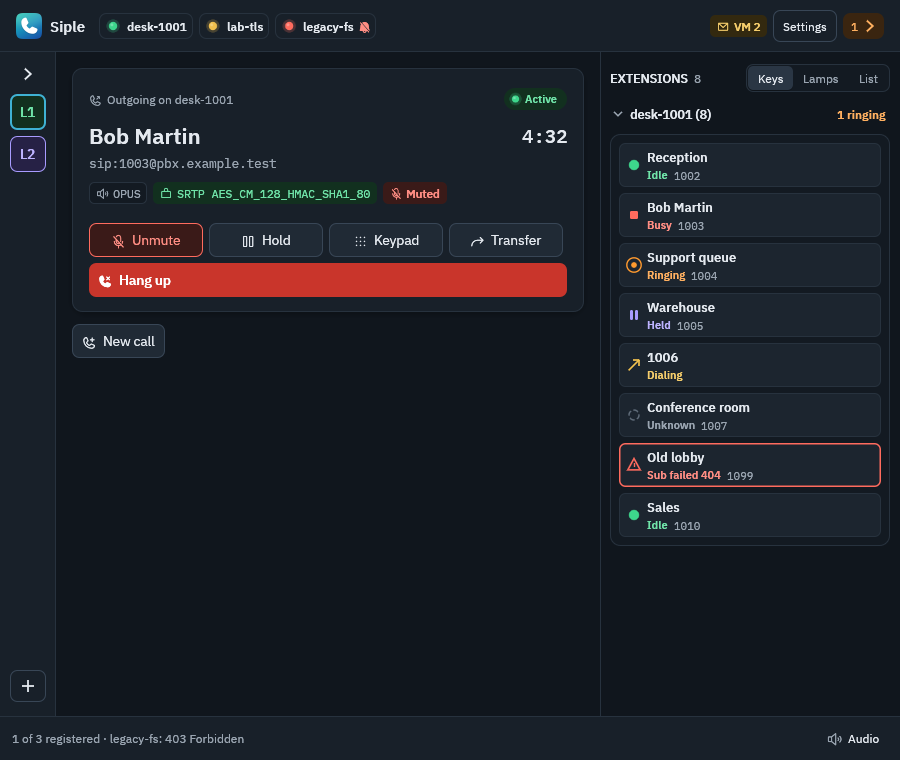 Siple
desk-1001
lab-tls
legacy-fs
VM 2
Settings
1
L1
L2
Outgoing on desk-1001
Active
Bob Martin
4:32
sip:1003@pbx.example.test
OPUS
SRTP AES_CM_128_HMAC_SHA1_80
Muted
Unmute
Hold
Keypad
Transfer
Hang up
New call
EXTENSIONS 8
Keys
Lamps
List
desk-1001 (8)
1 ringing
Reception
Idle 1002
Bob Martin
Busy 1003
Support queue
Ringing 1004
Warehouse
Held 1005
1006
Dialing
Conference room
Unknown 1007
Old lobby
Sub failed 404 1099
Sales
Idle 1010
1 of 3 registered · legacy-fs: 403 Forbidden
Audio